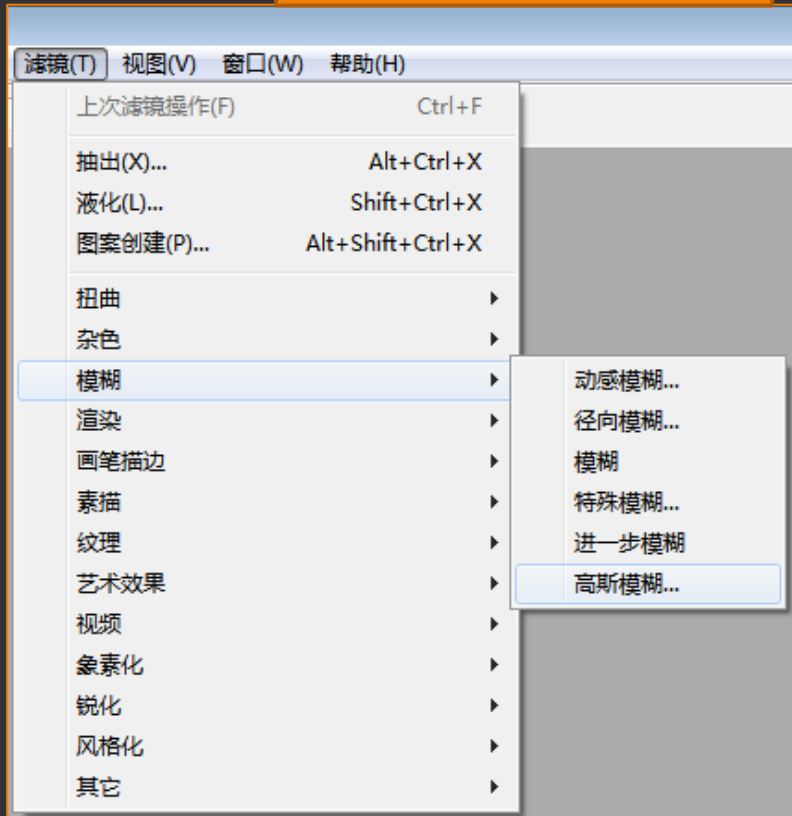 滤镜(T) 视图(V) 窗口(W) 帮助(H)
上次滤镜操作(F) Ctrl+F
抽出(X)... Alt+Ctrl+X
液化(L)... Shift+Ctrl+X
图案创建(P)... Alt+Shift+Ctrl+X
扭曲
杂色
模糊
渲染
画笔描边
素描
纹理
艺术效果
视频
象素化
锐化
风格化
其它
动感模糊...
径向模糊...
模糊
特殊模糊...
进一步模糊
高斯模糊...